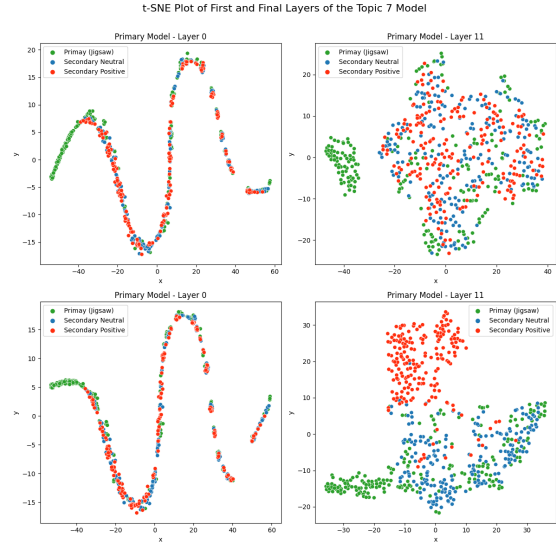 t-SNE Plot of First and Final Layers of the Topic 7 Model
Primary Model - Layer 0
Primay (Jigsaw)
Secondary Neutral
Secondary Positive
20
15
10
5
0
−5
−10
−15
y
−40
−20
0
20
40
60
x
Primary Model - Layer 11
Primay (Jigsaw)
Secondary Neutral
Secondary Positive
20
10
0
−10
−20
y
−40
−20
0
20
40
x
Primary Model - Layer 0
Primay (Jigsaw)
Secondary Neutral
Secondary Positive
15
10
5
0
−5
−10
−15
y
−40
−20
0
20
40
60
x
Primary Model - Layer 11
Primay (Jigsaw)
Secondary Neutral
Secondary Positive
30
20
10
0
−10
−20
y
−30
−20
−10
0
10
20
30
x